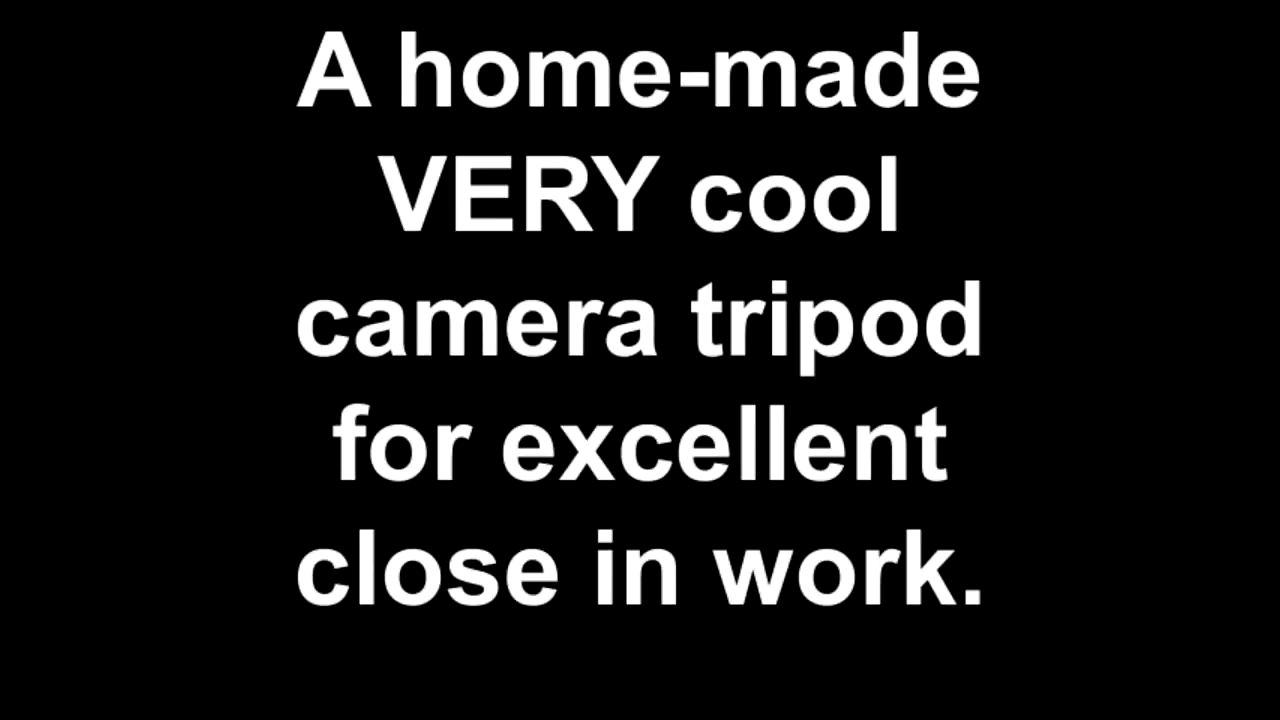 A home-made
VERY cool
camera tripod
for excellent
close in work.